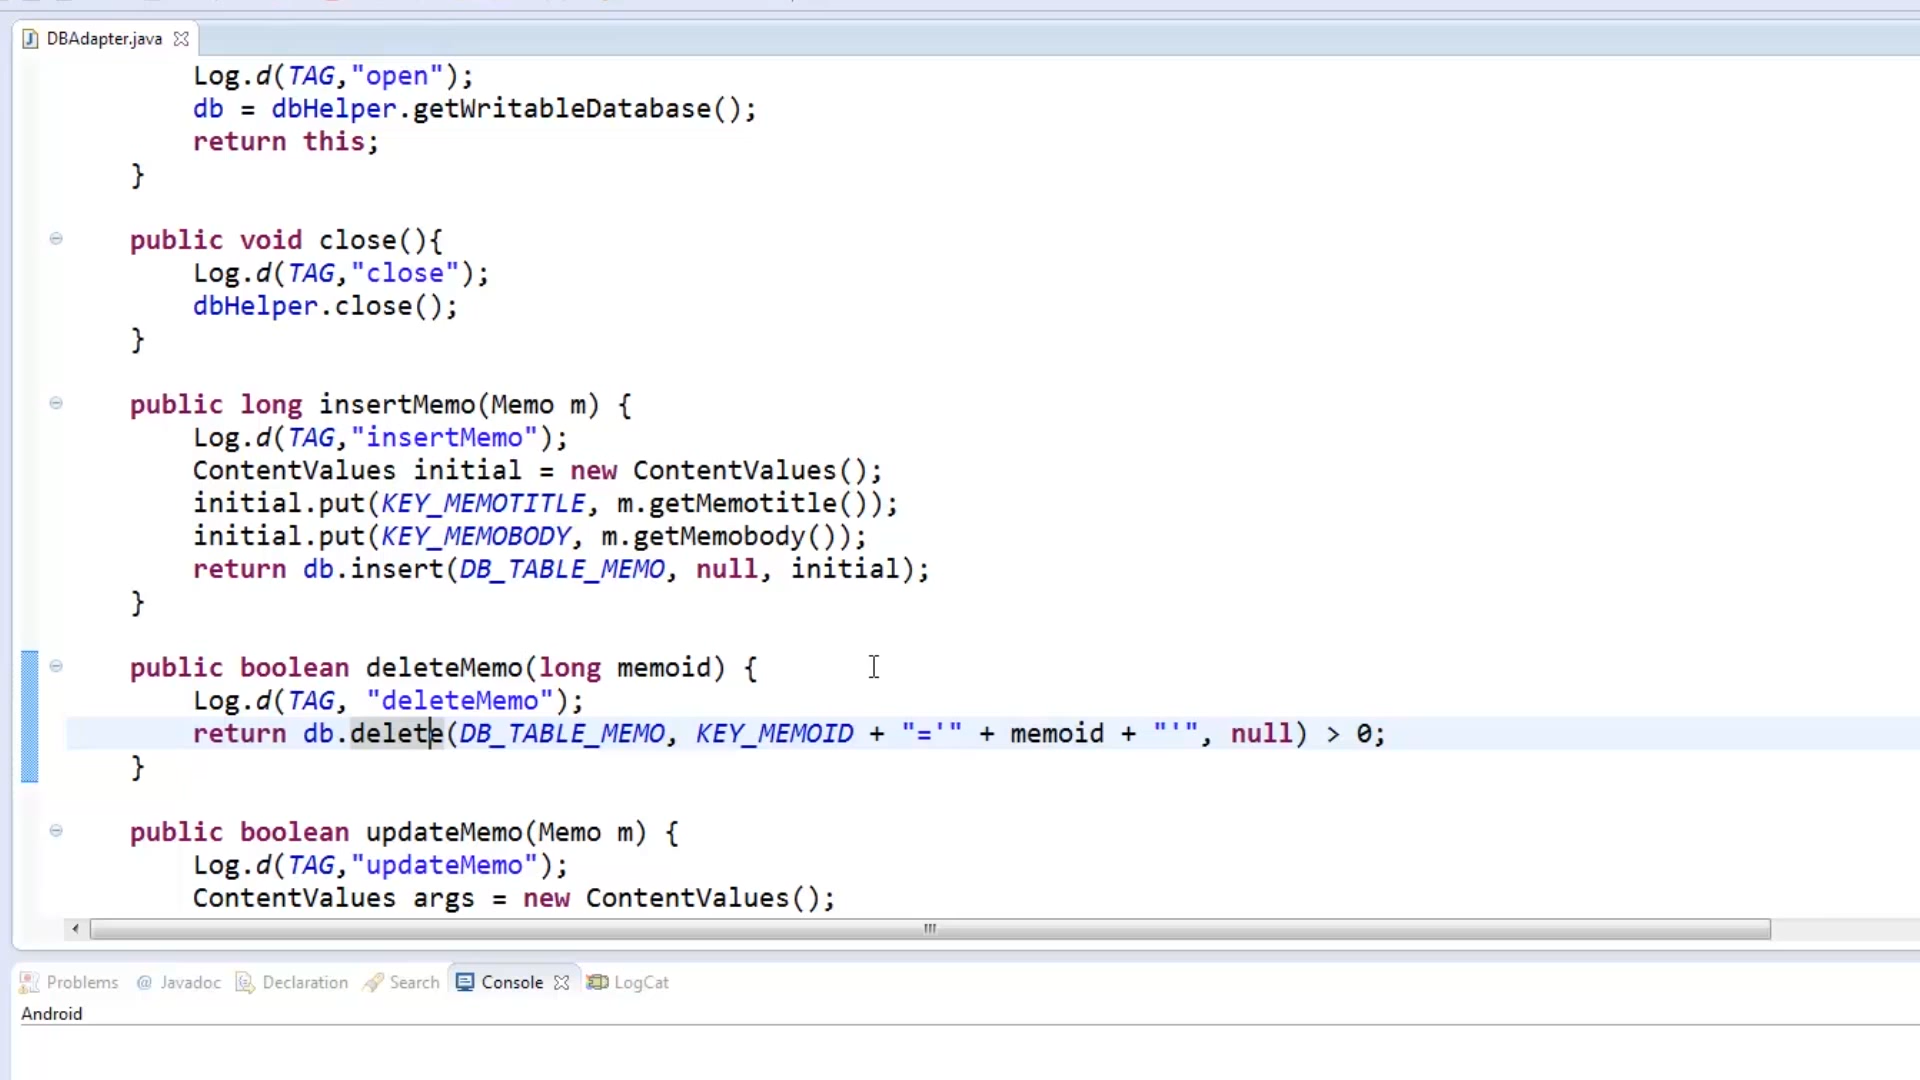 DBAdapter.java
Log.d(TAG,"open");
db = dbHelper.getWritableDatabase();
return this;
}
public void close(){
Log.d(TAG,"close");
dbHelper.close();
}
public long insertMemo(Memo m) {
Log.d(TAG,"insertMemo");
ContentValues initial = new ContentValues();
initial.put(KEY_MEMOTITLE, m.getMemotitle());
initial.put(KEY_MEMOBODY, m.getMemobody());
return db.insert(DB_TABLE_MEMO, null, initial);
}
public boolean deleteMemo(long memoid) {
Log.d(TAG, "deleteMemo");
return db.delete(DB_TABLE_MEMO, KEY_MEMOID + "='" + memoid + "'", null) > 0;
}
public boolean updateMemo(Memo m) {
Log.d(TAG,"updateMemo");
ContentValues args = new ContentValues();
Problems @ Javadoc Declaration Search Console LogCat
Android